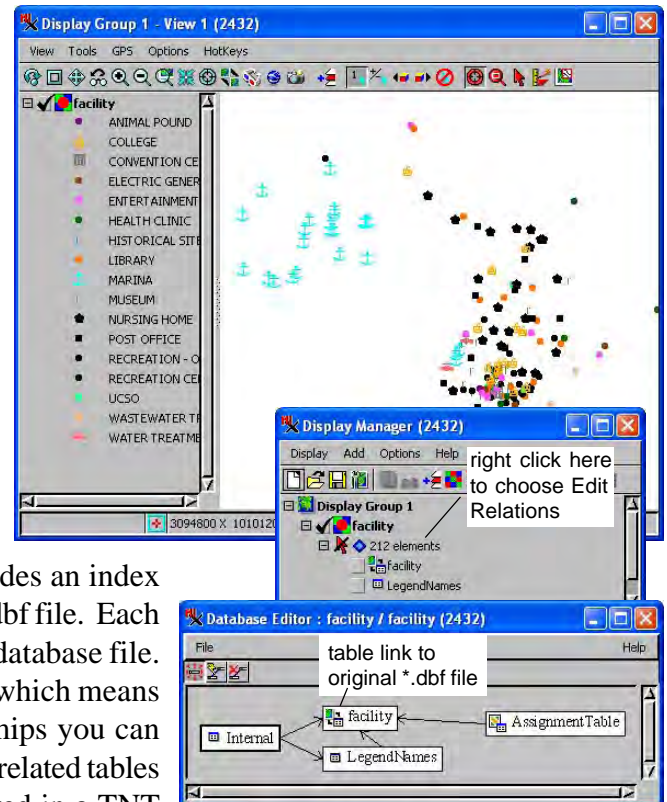 Display Group 1 - View 1 (2432)
View Tools GPS Options HotKeys
facility
ANIMAL POUND
COLLEGE
CONVENTION CE
ELECTRIC GENER
ENTERTAINMENT
HEALTH CLINIC
HISTORICAL SITE
LIBRARY
MARINA
MUSEUM
NURSING HOME
POST OFFICE
RECREATION - O
RECREATION CE
UCSO
WASTEWATER TR
WATER TREATME
3094800 X 1010120
Display Manager (2432)
Display Add Options Help
right click here
to choose Edit
Relations
Display Group 1
facility
212 elements
facility
LegendNames
des an index
dbf file. Each
database file.
which means
hips you can
related tables
Database Editor : facility / facility (2432)
File Help
table link to
original *.dbf file
Internal
facility
AssignmentTable
LegendNames